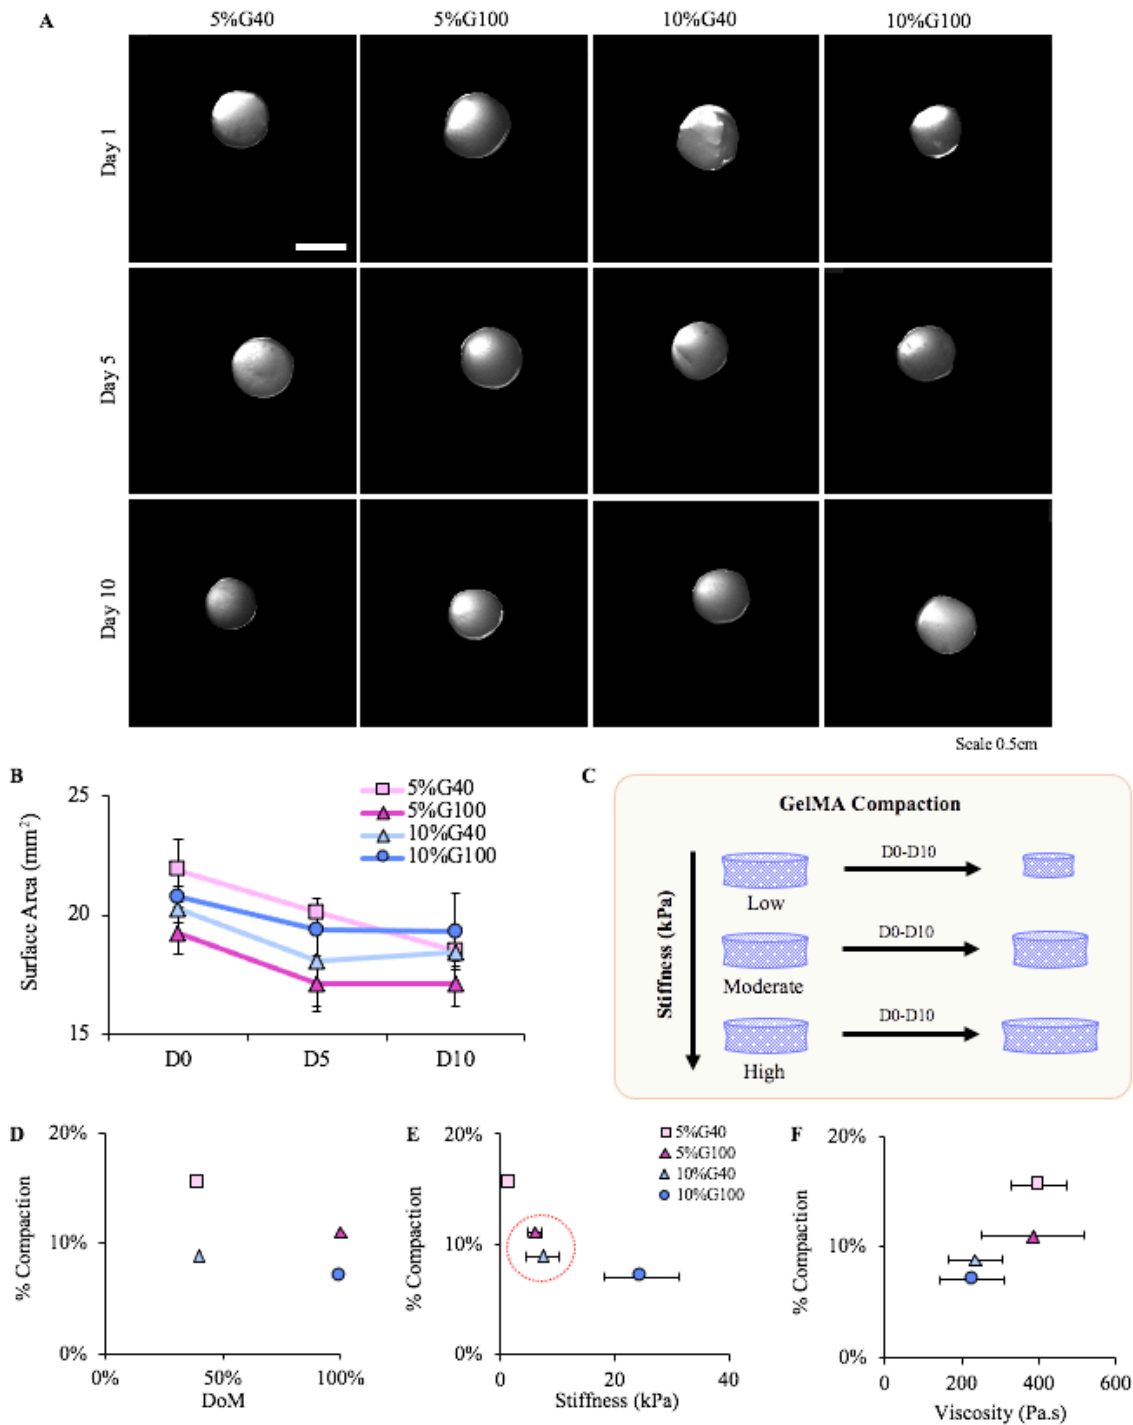 A
5%G40
5%G100
10%G40
10%G100
Day 1
Day 5
Day 10
Scale 0.5cm
B
25
20
15
Surface Area (mm²)
D0
D5
D10
5%G40
5%G100
10%G40
10%G100
C
GelMA Compaction
Stiffness (kPa)
D0-D10
Low
D0-D10
Moderate
D0-D10
High
D
20%
10%
0%
% Compaction
0%
50%
100%
DoM
E
20%
10%
0%
% Compaction
0
20
40
Stiffness (kPa)
5%G40
5%G100
10%G40
10%G100
F
20%
10%
0%
% Compaction
0
200
400
600
Viscosity (Pa.s)